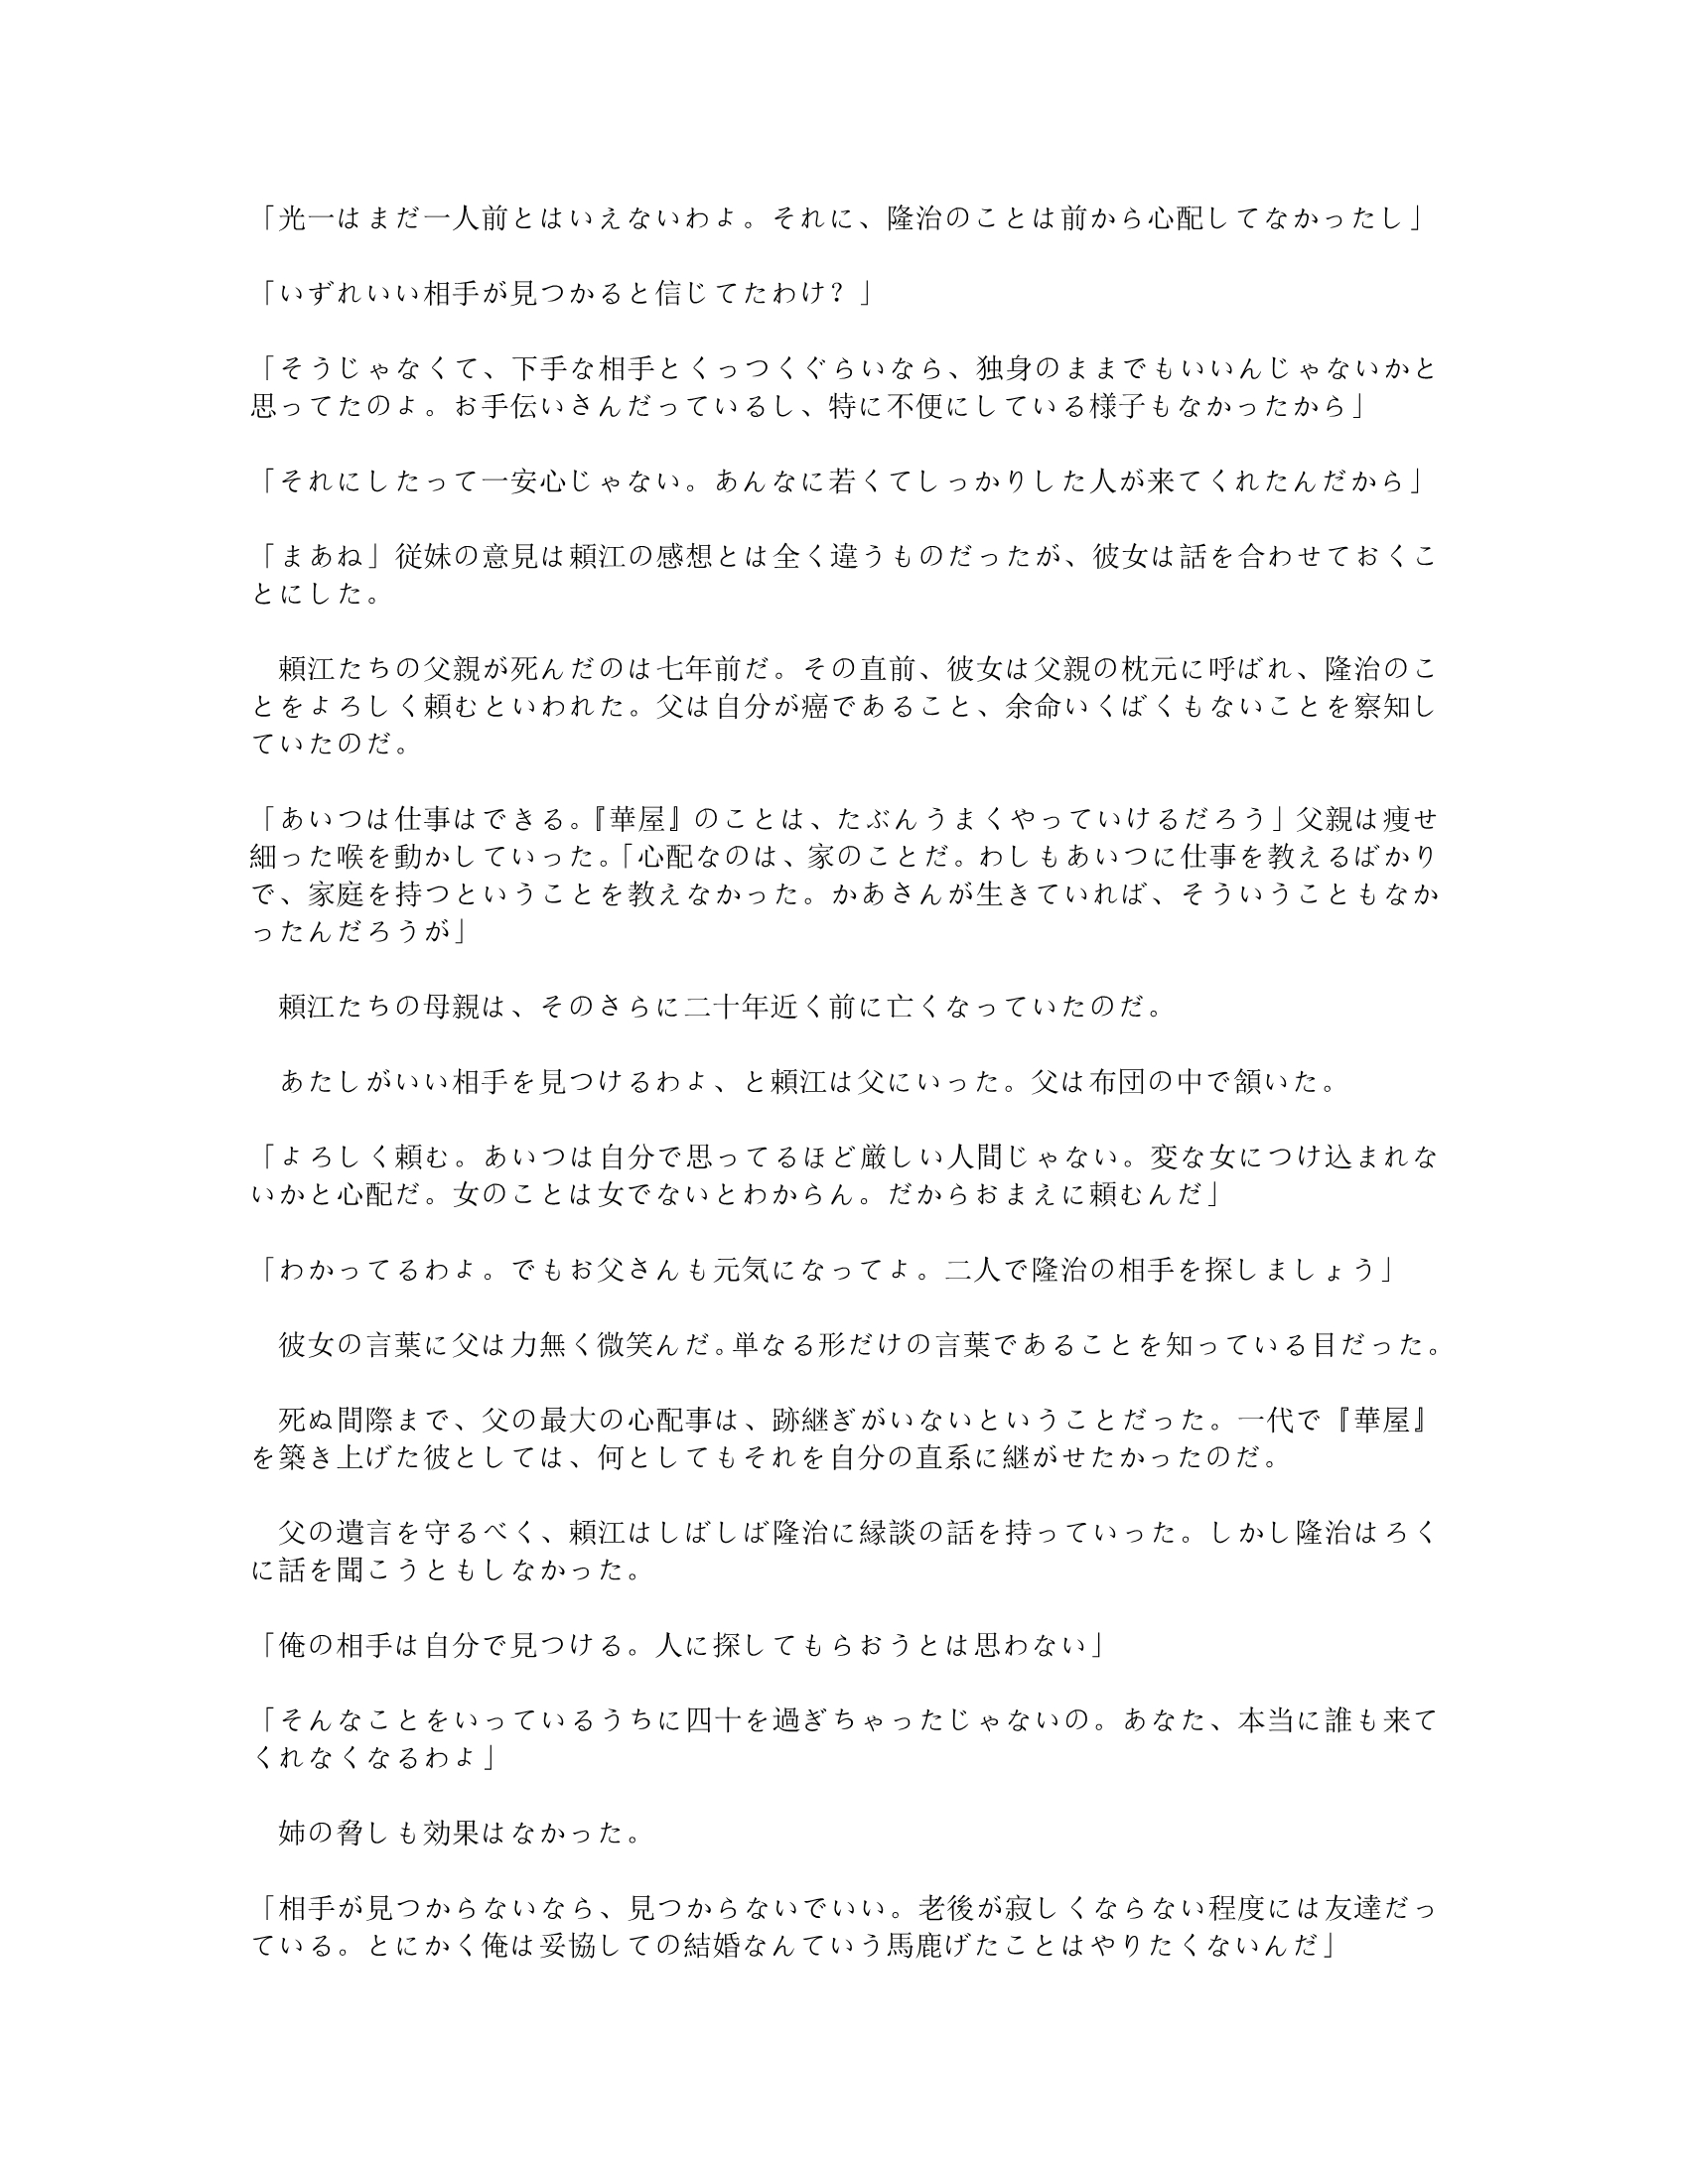 「光一はまだ一人前とはいえないわよ。それに、隆治のことは前から心配してなかったし」
「いずれいい相手が見つかると信じてたわけ？」
「そうじゃなくて、下手な相手とくっつくぐらいなら、独身のままでもいいんじゃないかと
思ってたのよ。お手伝いさんだっているし、特に不便にしている様子もなかったから」
「それにしたって一安心じゃない。あんなに若くてしっかりした人が来てくれたんだから」
「まあね」従妹の意見は頼江の感想とは全く違うものだったが、彼女は話を合わせておくこ
とにした。
　頼江たちの父親が死んだのは七年前だ。その直前、彼女は父親の枕元に呼ばれ、隆治のこ
とをよろしく頼むといわれた。父は自分が癌であること、余命いくばくもないことを察知し
ていたのだ。
「あいつは仕事はできる。『華屋』のことは、たぶんうまくやっていけるだろう」父親は痩せ
細った喉を動かしていった。「心配なのは、家のことだ。わしもあいつに仕事を教えるばかり
で、家庭を持つということを教えなかった。かあさんが生きていれば、そういうこともなか
ったんだろうが」
　頼江たちの母親は、そのさらに二十年近く前に亡くなっていたのだ。
　あたしがいい相手を見つけるわよ、と頼江は父にいった。父は布団の中で頷いた。
「よろしく頼む。あいつは自分で思ってるほど厳しい人間じゃない。変な女につけ込まれな
いかと心配だ。女のことは女でないとわからん。だからおまえに頼むんだ」
「わかってるわよ。でもお父さんも元気になってよ。二人で隆治の相手を探しましょう」
　彼女の言葉に父は力無く微笑んだ。単なる形だけの言葉であることを知っている目だった。
　死ぬ間際まで、父の最大の心配事は、跡継ぎがいないということだった。一代で『華屋』
を築き上げた彼としては、何としてもそれを自分の直系に継がせたかったのだ。
　父の遺言を守るべく、頼江はしばしば隆治に縁談の話を持っていった。しかし隆治はろく
に話を聞こうともしなかった。
「俺の相手は自分で見つける。人に探してもらおうとは思わない」
「そんなことをいっているうちに四十を過ぎちゃったじゃないの。あなた、本当に誰も来て
くれなくなるわよ」
　姉の脅しも効果はなかった。
「相手が見つからないなら、見つからないでいい。老後が寂しくならない程度には友達だっ
ている。とにかく俺は妥協しての結婚なんていう馬鹿げたことはやりたくないんだ」